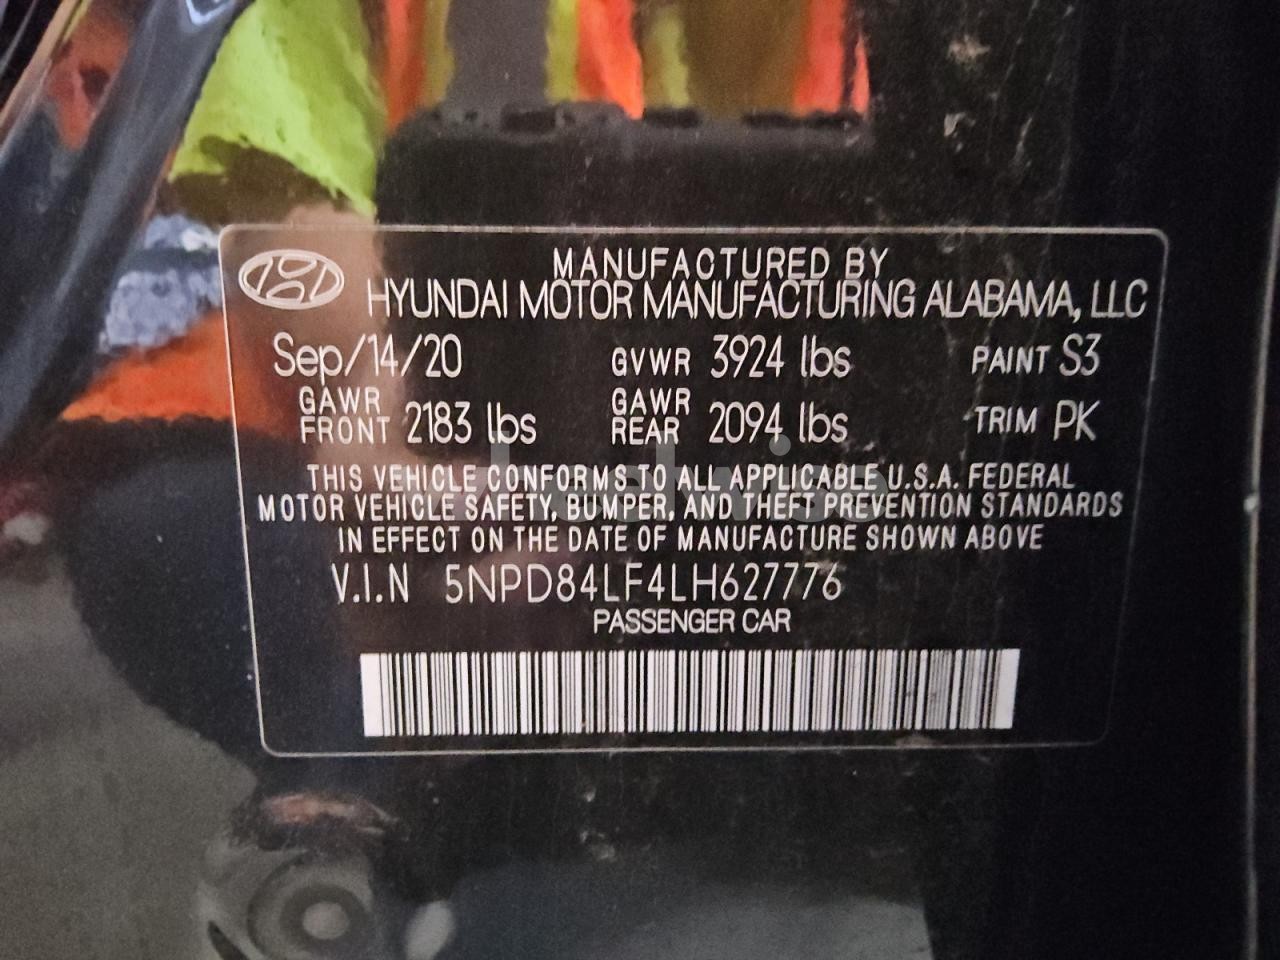 MANUFACTURED BY
HYUNDAI MOTOR MANUFACTURING ALABAMA, LLC
Sep/14/20 GVWR 3924 lbs PAINT S3
GAWR FRONT 2183 lbs GAWR REAR 2094 lbs TRIM PK
THIS VEHICLE CONFORMS TO ALL APPLICABLE U.S.A. FEDERAL
MOTOR VEHICLE SAFETY, BUMPER, AND THEFT PREVENTION STANDARDS
IN EFFECT ON THE DATE OF MANUFACTURE SHOWN ABOVE
V.I.N 5NPD84LF4LH627776
PASSENGER CAR